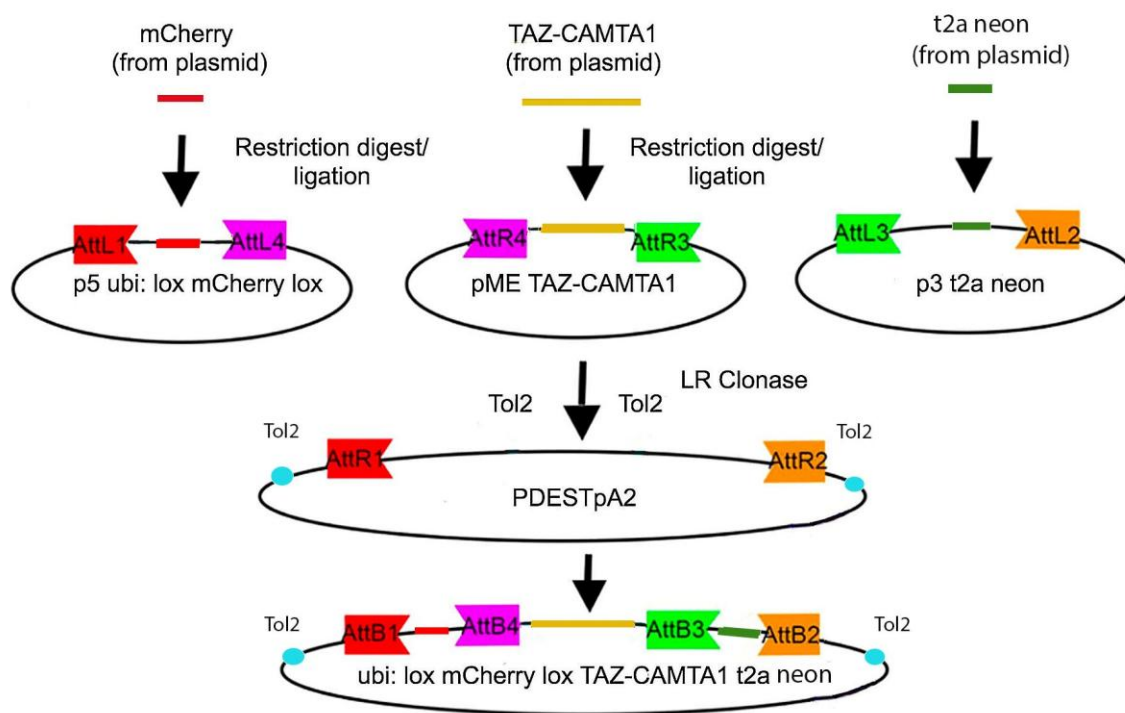 mCherry
(from plasmid)
TAZ-CAMTA1
(from plasmid)
t2a neon
(from plasmid)
Restriction digest/
ligation
Restriction digest/
ligation
AttL1
AttL4
p5 ubi: lox mCherry lox
AttR4
AttR3
pME TAZ-CAMTA1
AttL3
AttL2
p3 t2a neon
LR Clonase
Tol2
Tol2
Tol2
AttR1
AttR2
Tol2
PDESTpA2
Tol2
AttB1
AttB4
AttB3
AttB2
Tol2
ubi: lox mCherry lox TAZ-CAMTA1 t2a neon